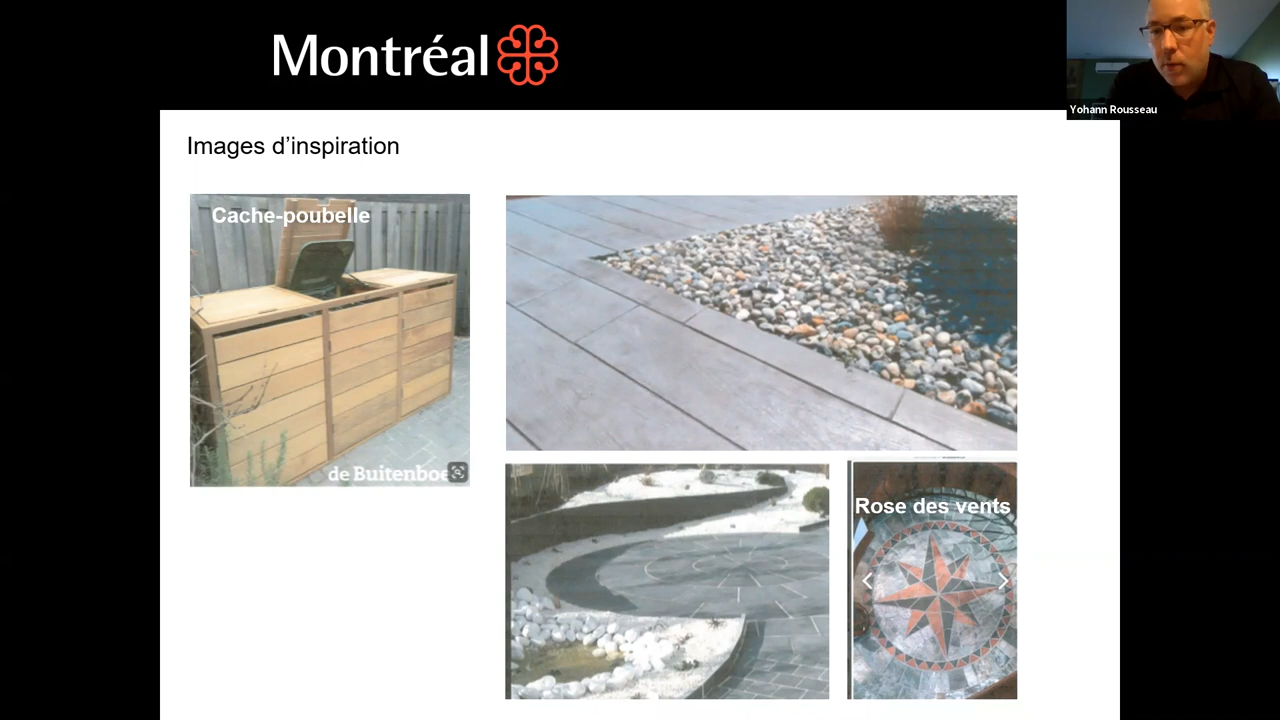 Montréal
Yohann Rousseau
Images d'inspiration
Cache-poubelle
de Buitenboe
Rose des vents